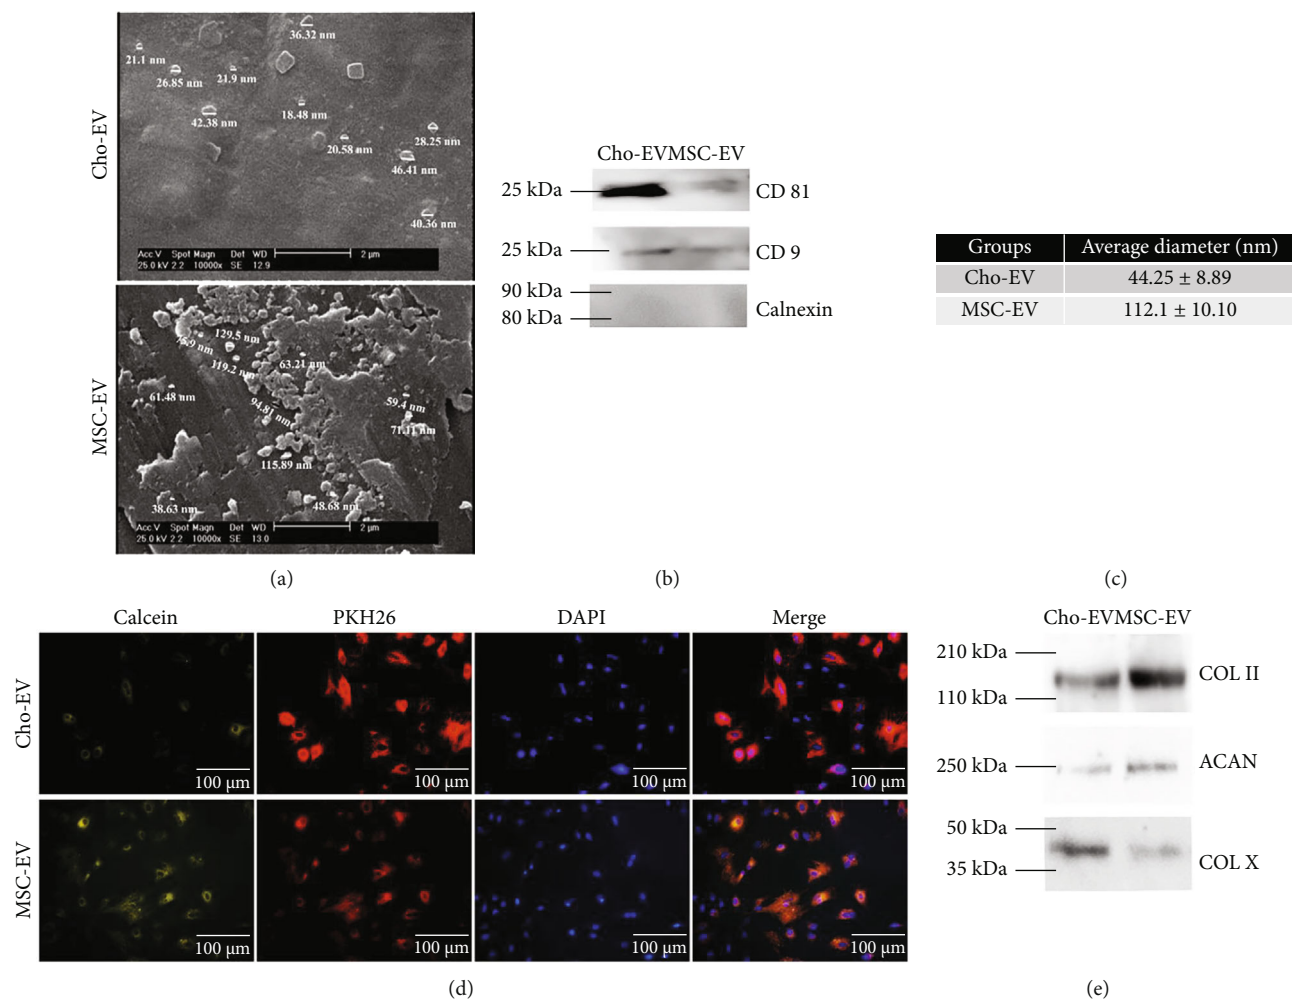 Cho-EV
36.32 nm
21.1 nm
26.85 nm
21.9 nm
42.38 nm
18.48 nm
20.58 nm
28.25 nm
46.41 nm
40.36 nm
Acc.V Spot Magn Det WD 2 µm
25.0 kV 2.2 10000x SE 12.9
MSC-EV
129.5 nm
75.9 nm
119.2 nm
63.21 nm
61.48 nm
94.81 nm
59.4 nm
71.11 nm
115.89 nm
38.63 nm
48.68 nm
Acc.V Spot Magn Det WD 2 µm
25.0 kV 2.2 10000x SE 13.0
(a)
Cho-EVMSC-EV
25 kDa CD 81
25 kDa CD 9
90 kDa
80 kDa
Calnexin
(b)
Groups Average diameter (nm)
Cho-EV 44.25 ± 8.89
MSC-EV 112.1 ± 10.10
(c)
Calcein PKH26 DAPI Merge
Cho-EV
100 µm 100 µm 100 µm 100 µm
MSC-EV
100 µm 100 µm 100 µm 100 µm
(d)
Cho-EVMSC-EV
210 kDa
COL II
110 kDa
250 kDa ACAN
50 kDa
COL X
35 kDa
(e)